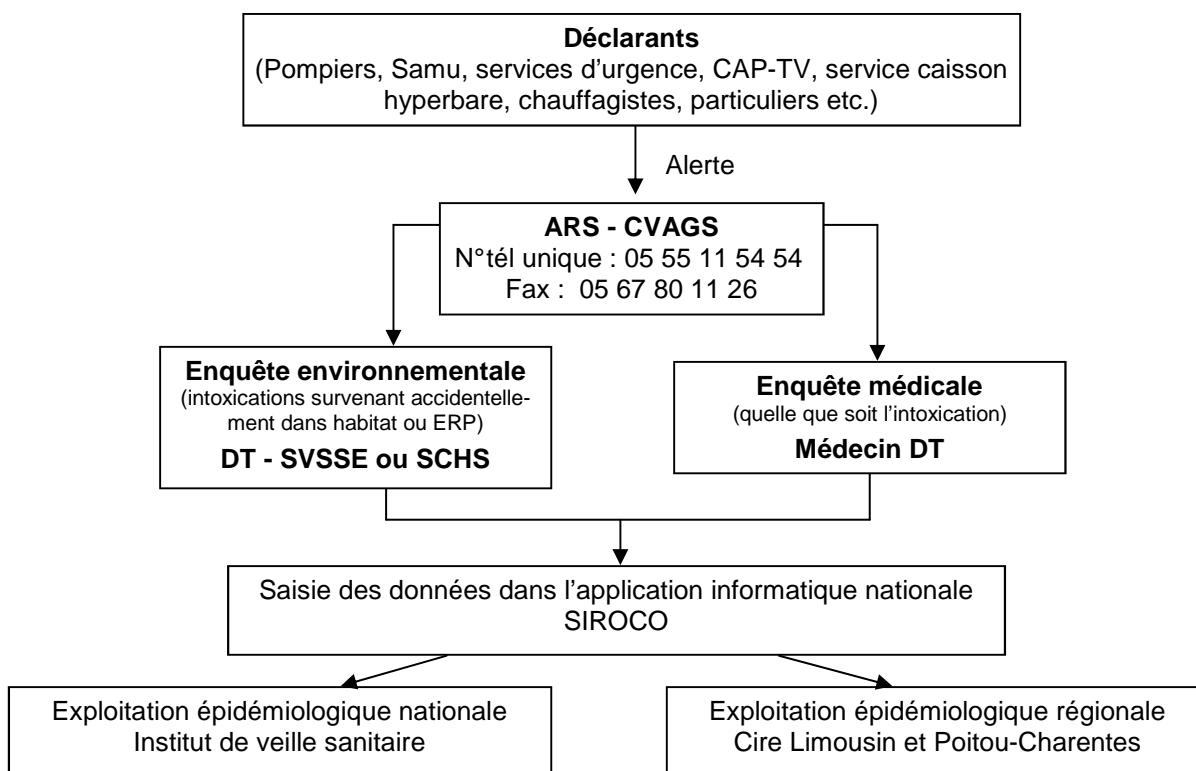 Déclarants
(Pompiers, Samu, services d'urgence, CAP-TV, service caisson
hyperbare, chauffagistes, particuliers etc.)
Alerte
ARS - CVAGS
N°tél unique : 05 55 11 54 54
Fax : 05 67 80 11 26
Enquête environnementale
(intoxications survenant accidentelle-
ment dans habitat ou ERP)
DT - SVSSE ou SCHS
Enquête médicale
(quelle que soit l'intoxication)
Médecin DT
Saisie des données dans l'application informatique nationale
SIROCO
Exploitation épidémiologique nationale
Institut de veille sanitaire
Exploitation épidémiologique régionale
Cire Limousin et Poitou-Charentes